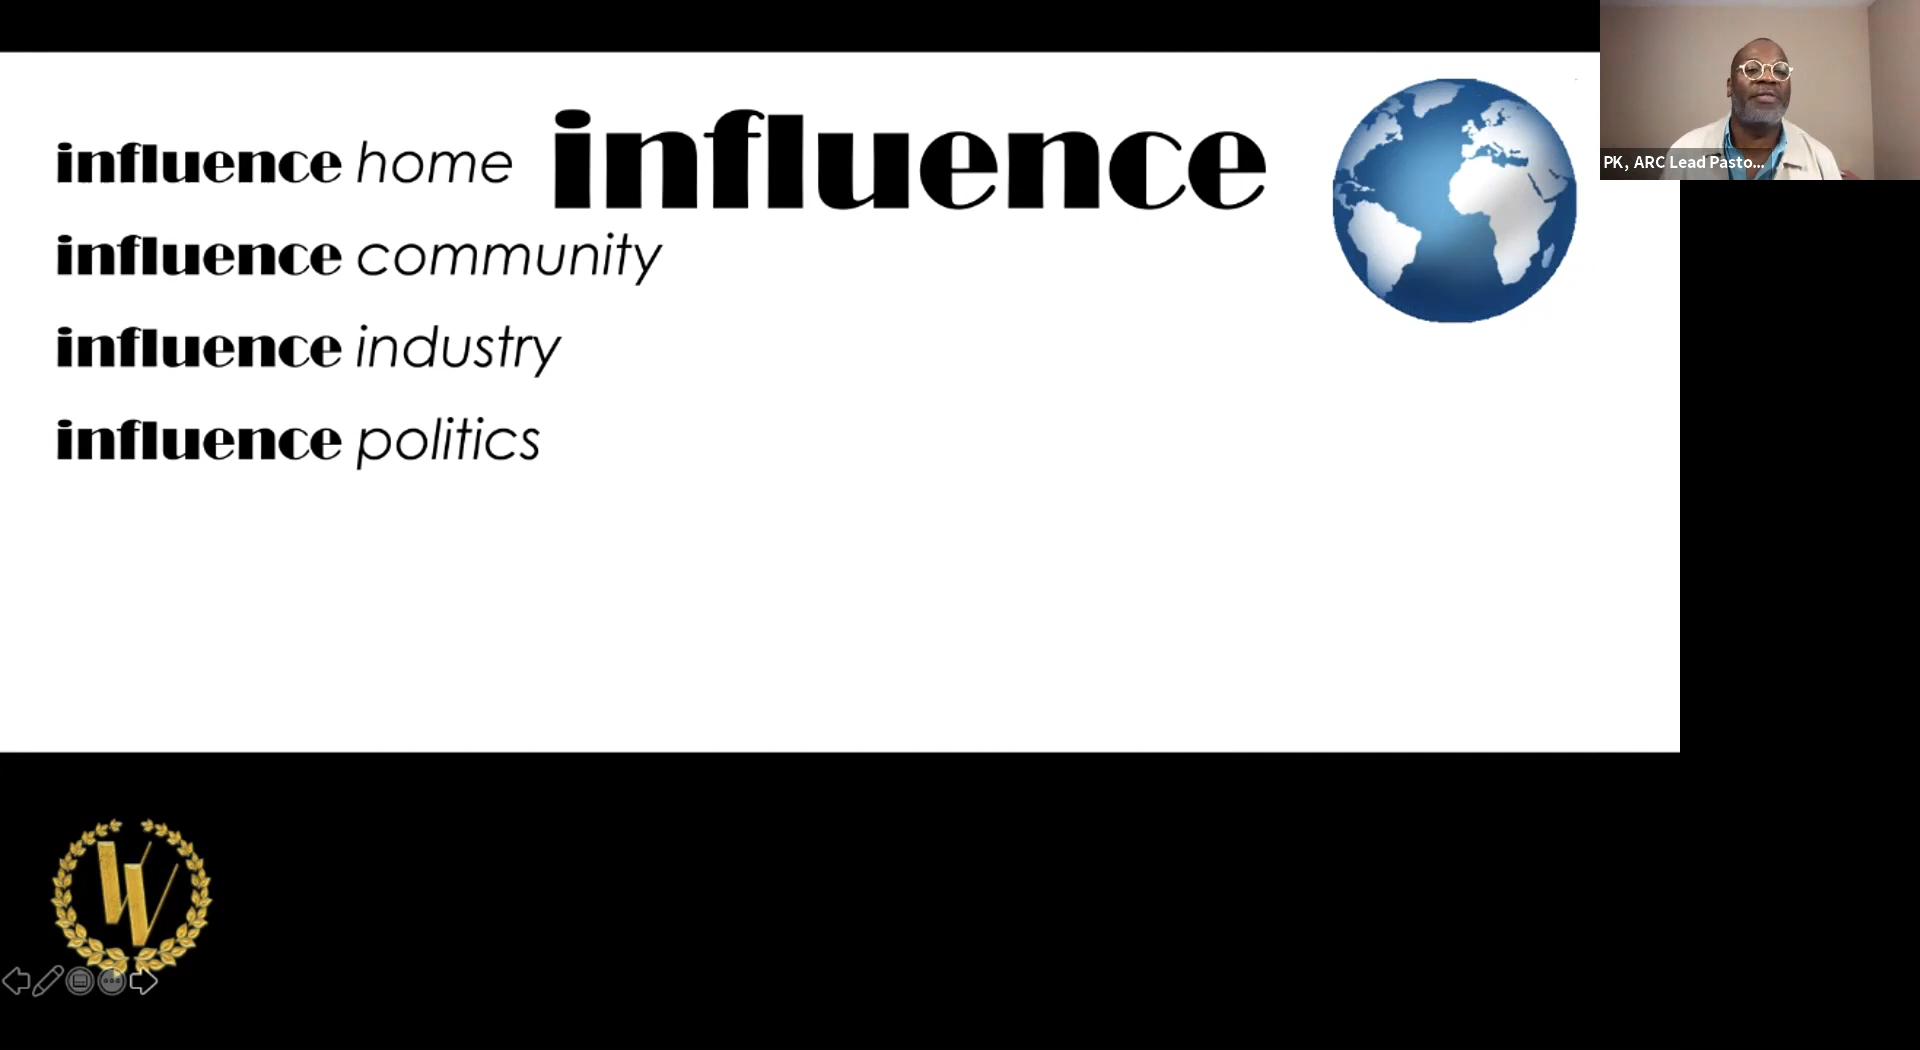 influence home
influence
influence community
influence industry
influence politics
PK, ARC Lead Pasto...
W